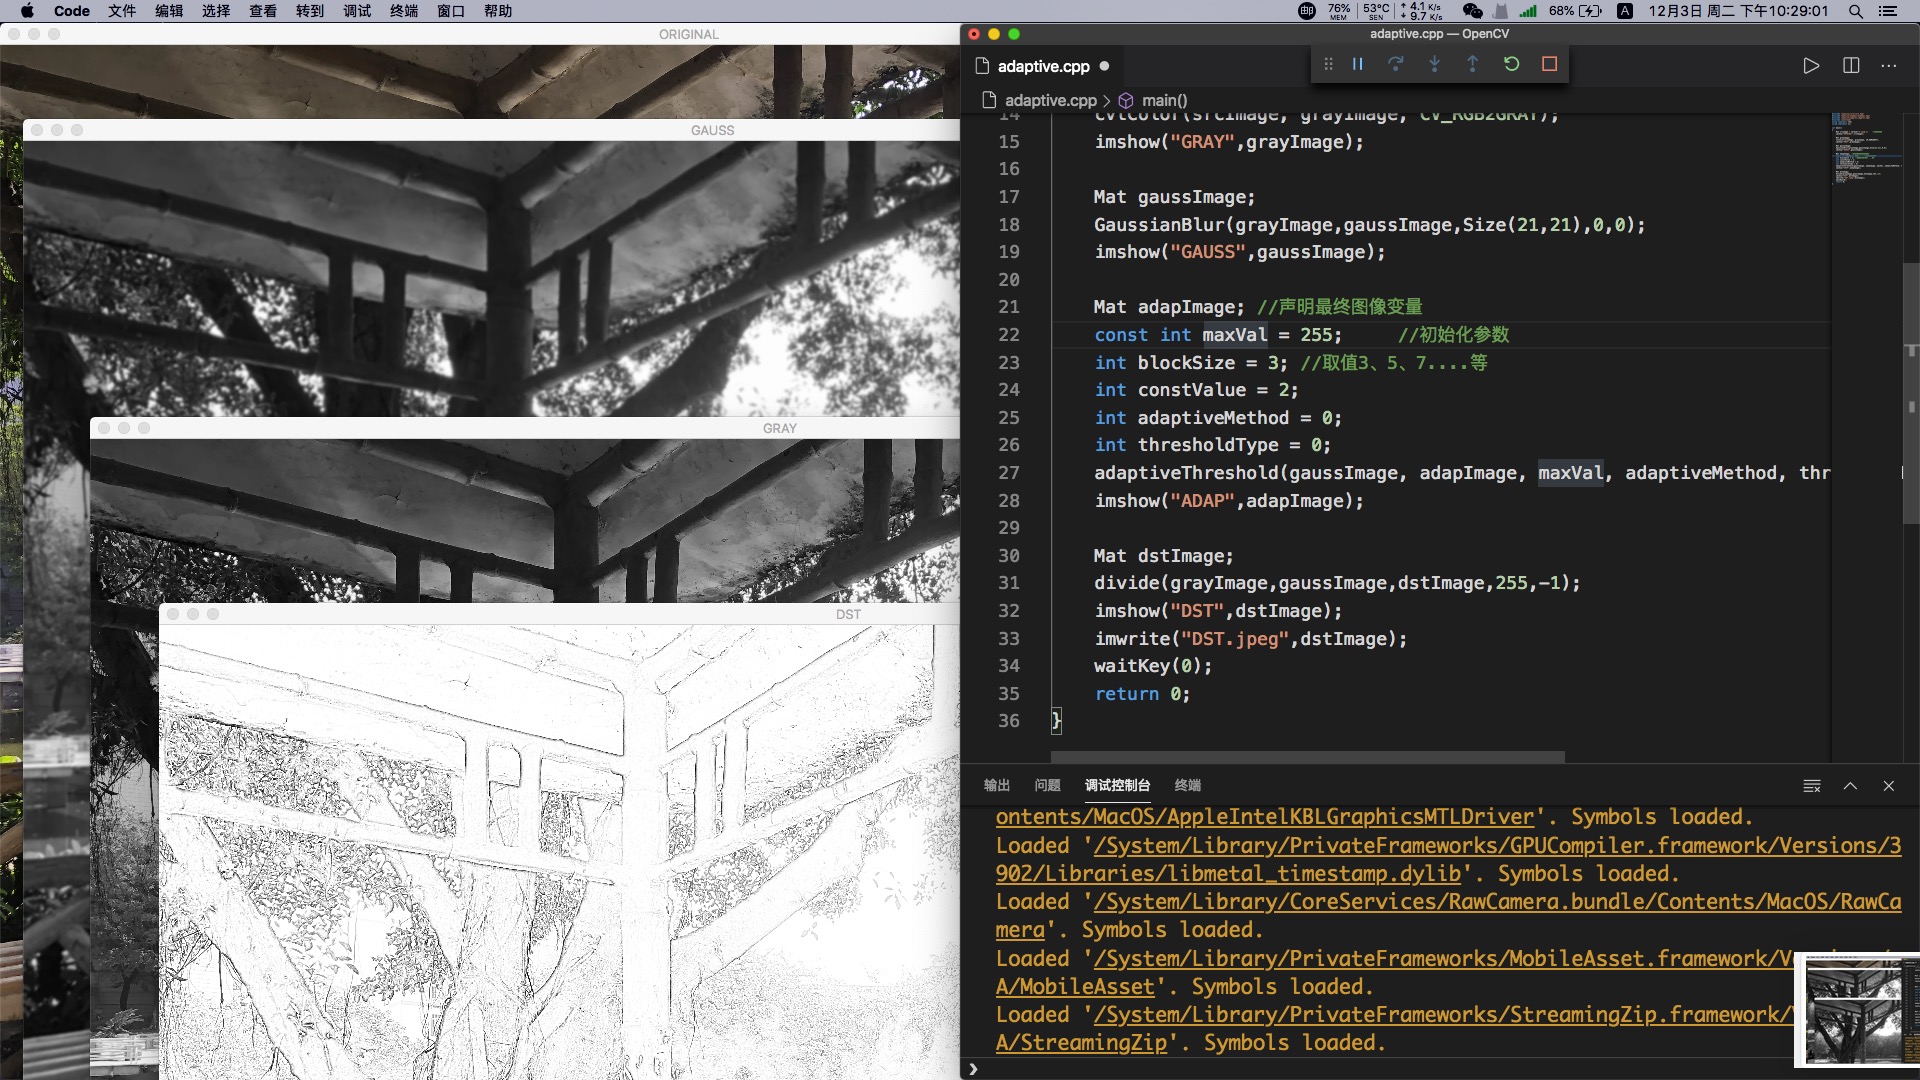 Code 文件 编辑 选择 查看 转到 调试 终端 窗口 帮助 76% MEM 53°C SEN 4.1 K/s 9.7 K/s 68% A 12月3日 周二 下午10:29:01
ORIGINAL
GAUSS
GRAY
DST
adaptive.cpp — OpenCV
adaptive.cpp
adaptive.cpp > main()
14 cvtColor(srcImage, grayImage, CV_RGB2GRAY);
15 imshow("GRAY",grayImage);
16
17 Mat gaussImage;
18 GaussianBlur(grayImage,gaussImage,Size(21,21),0,0);
19 imshow("GAUSS",gaussImage);
20
21 Mat adapImage; //声明最终图像变量
22 const int maxVal = 255; //初始化参数
23 int blockSize = 3; //取值3、5、7....等
24 int constValue = 2;
25 int adaptiveMethod = 0;
26 int thresholdType = 0;
27 adaptiveThreshold(gaussImage, adapImage, maxVal, adaptiveMethod, thr
28 imshow("ADAP",adapImage);
29
30 Mat dstImage;
31 divide(grayImage,gaussImage,dstImage,255,-1);
32 imshow("DST",dstImage);
33 imwrite("DST.jpeg",dstImage);
34 waitKey(0);
35 return 0;
36 }
输出 问题 调试控制台 终端
ontents/MacOS/AppleIntelKBLGraphicsMTLDriver'. Symbols loaded.
Loaded '/System/Library/PrivateFrameworks/GPUCompiler.framework/Versions/3
902/Libraries/libmetal_timestamp.dylib'. Symbols loaded.
Loaded '/System/Library/CoreServices/RawCamera.bundle/Contents/MacOS/RawCa
mera'. Symbols loaded.
Loaded '/System/Library/PrivateFrameworks/MobileAsset.framework/V
A/MobileAsset'. Symbols loaded.
Loaded '/System/Library/PrivateFrameworks/StreamingZip.framework/
A/StreamingZip'. Symbols loaded.